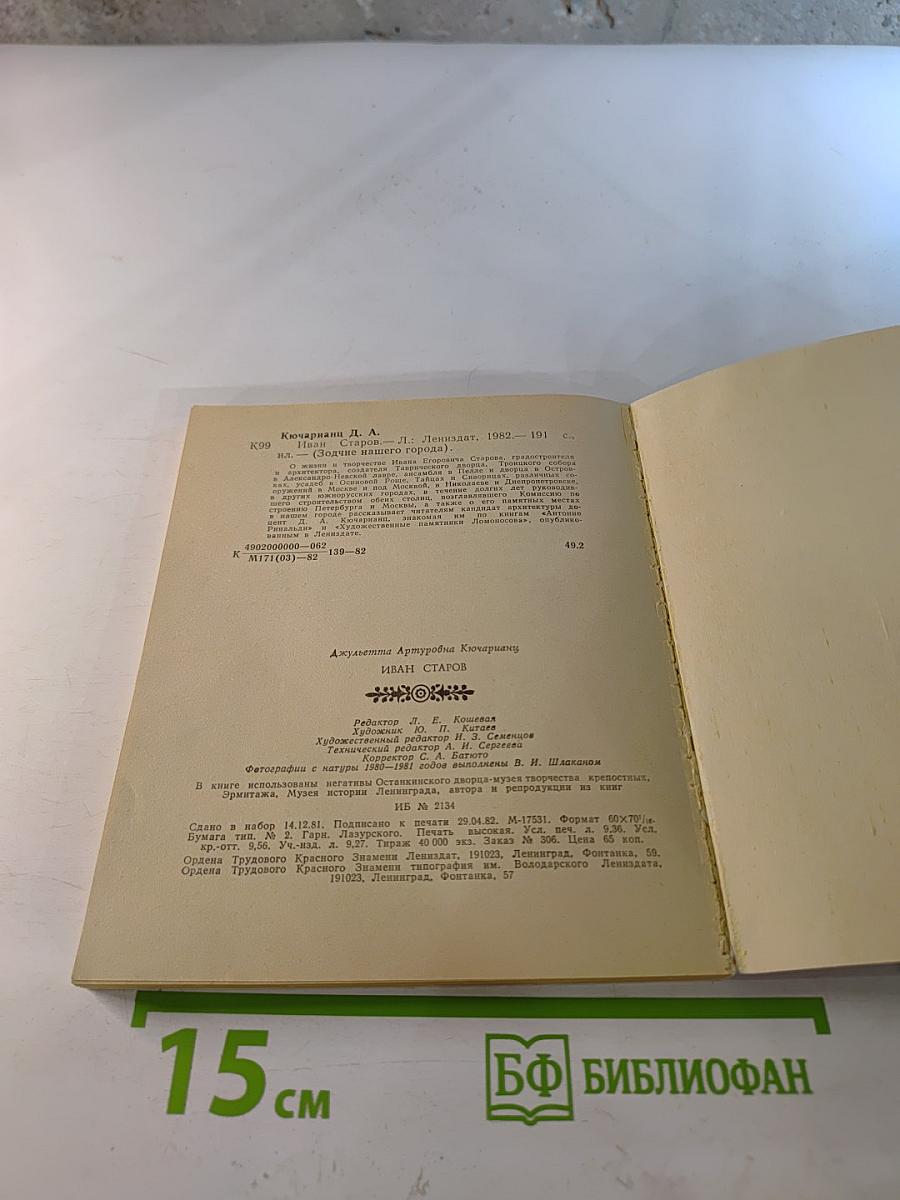 Кючарианц Д. А.
К99 Иван Старов.— Л.: Лениздат, 1982.— 191 с.,
ил. — (Зодчие нашего города).
О жизни и творчестве Ивана Егоровича Старова, градостроителя
и архитектора, создателя Таврического дворца, Троицкого собора
в Александро-Невской лавре, ансамбля в Пелле и дворца в Остров-
ках, усадеб в Осиновой Роще, Тайцах и Скворицах, различных со-
оружений в Москве и под Москвой, в Николаеве и Днепропетровске,
в других южнорусских городах, в течение долгих лет руководив-
шего строительством обеих столиц, возглавлявшего Комиссию по
строению Петербурга и Москвы, а также о его памятных местах
в нашем городе рассказывает читателям кандидат архитектуры до-
цент Д. А. Кючарианц, знакомая им по книгам «Антонио
Ринальди» и «Художественные памятники Ломоносова», опублико-
ванным в Лениздате.
К 4902000000—062
М171(03)—82 139—82 49.2
Джульетта Артуровна Кючарианц
ИВАН СТАРОВ
Редактор Л. Е. Кошевая
Художник Ю. П. Китаев
Художественный редактор И. З. Семенцов
Технический редактор А. И. Сергеева
Корректор С. А. Батюто
Фотографии с натуры 1980—1981 годов выполнены В. И. Шлаканом
В книге использованы негативы Останкинского дворца-музея творчества крепостных,
Эрмитажа, Музея истории Ленинграда, автора и репродукции из книг
ИБ № 2134
Сдано в набор 14.12.81. Подписано к печати 29.04.82. М-17531. Формат 60×70¹/₁₆.
Бумага тип. № 2. Гарн. Лазурского. Печать высокая. Усл. печ. л. 9,36. Усл.
кр.-отт. 9,56. Уч.-изд. л. 9,27. Тираж 40 000 экз. Заказ № 306. Цена 65 коп.
Ордена Трудового Красного Знамени Лениздат, 191023, Ленинград, Фонтанка, 59.
Ордена Трудового Красного Знамени типография им. Володарского Лениздата,
191023, Ленинград, Фонтанка, 57
15 см
БФ БИБЛИОФАН